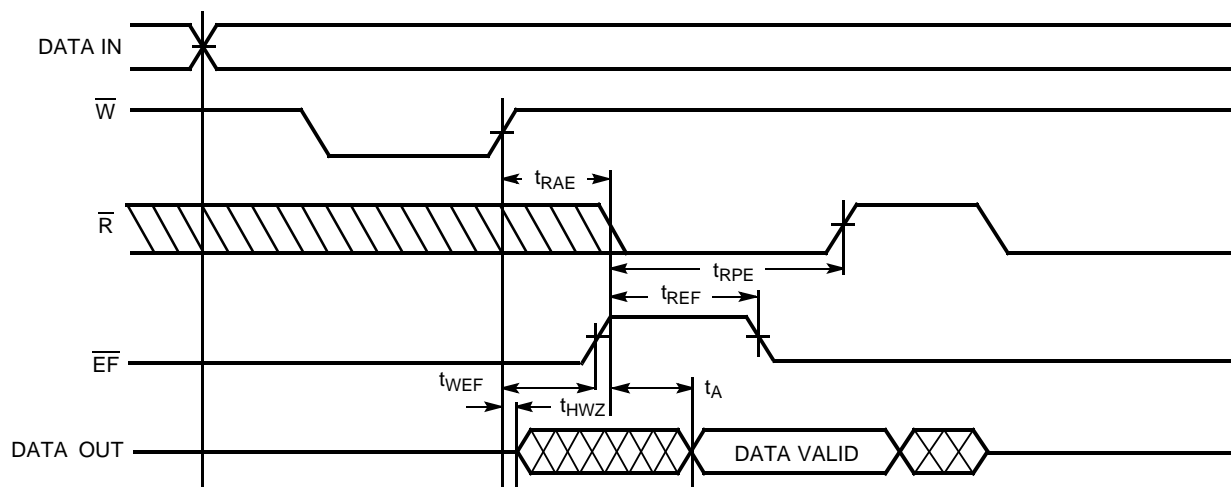 DATA IN
W
tRAE
R
tRPE
tREF
EF
tWEF
tA
tHWZ
DATA OUT
DATA VALID